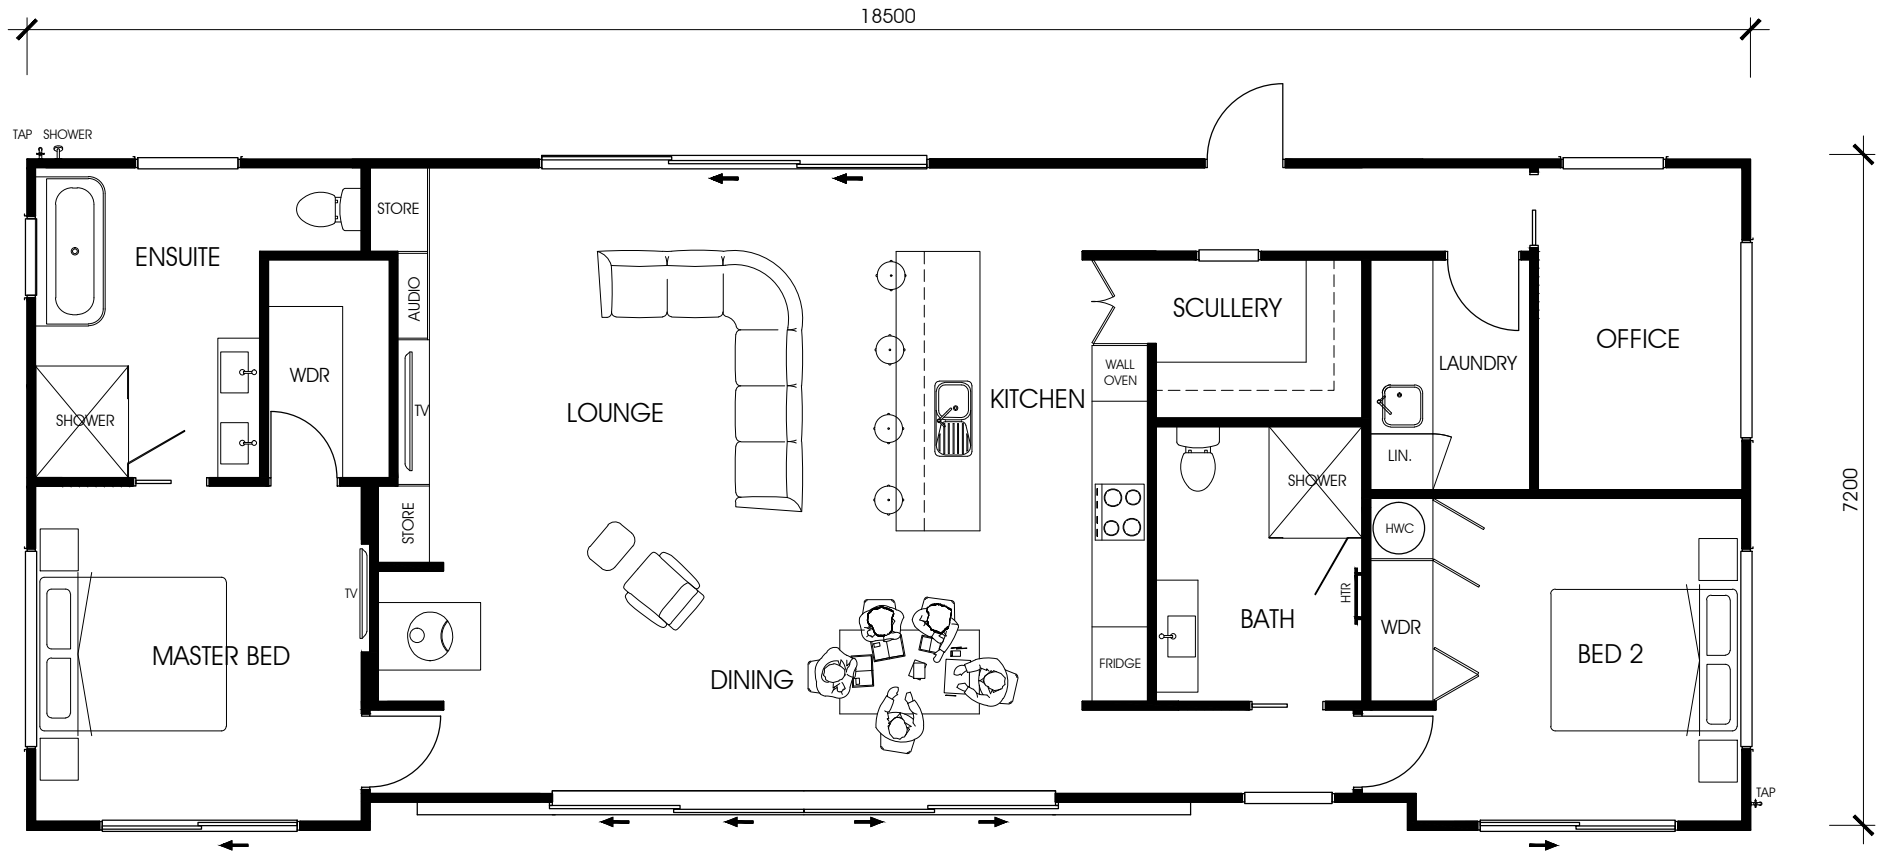 18500
TAP SHOWER
STORE
ENSUITE
AUDIO
SCULLERY
OFFICE
WDR
WALL
OVEN
LAUNDRY
TV
LOUNGE
KITCHEN
SHOWER
LIN.
SHOWER
7200
STORE
HWC
TV
HTR
BATH
WDR
MASTER BED
BED 2
FRIDGE
DINING
TAP